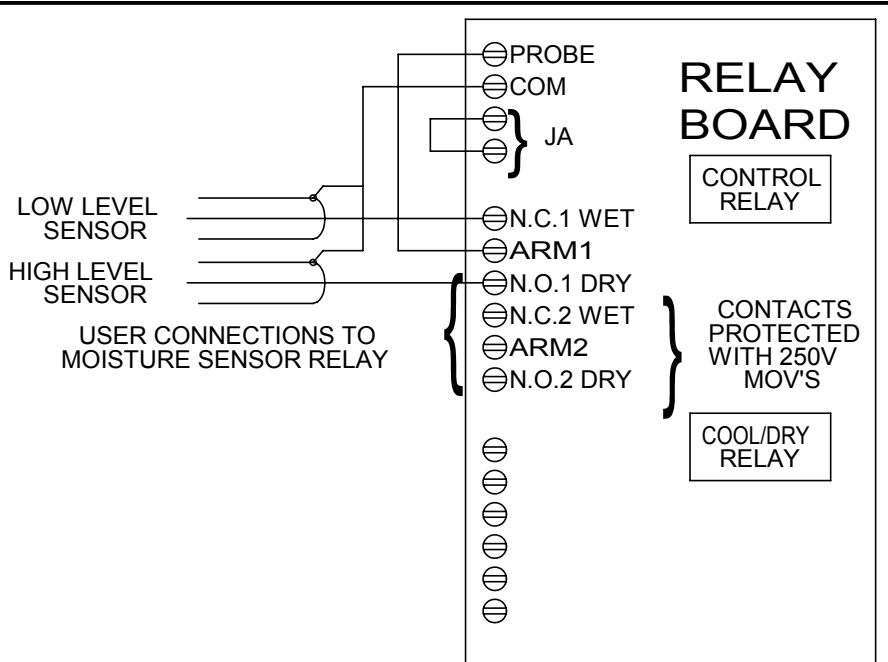 PROBE
COM
JA
RELAY
BOARD
CONTROL
RELAY
LOW LEVEL
SENSOR
HIGH LEVEL
SENSOR
N.C.1 WET
ARM1
N.O.1 DRY
N.C.2 WET
ARM2
N.O.2 DRY
USER CONNECTIONS TO
MOISTURE SENSOR RELAY
CONTACTS
PROTECTED
WITH 250V
MOV'S
COOL/DRY
RELAY